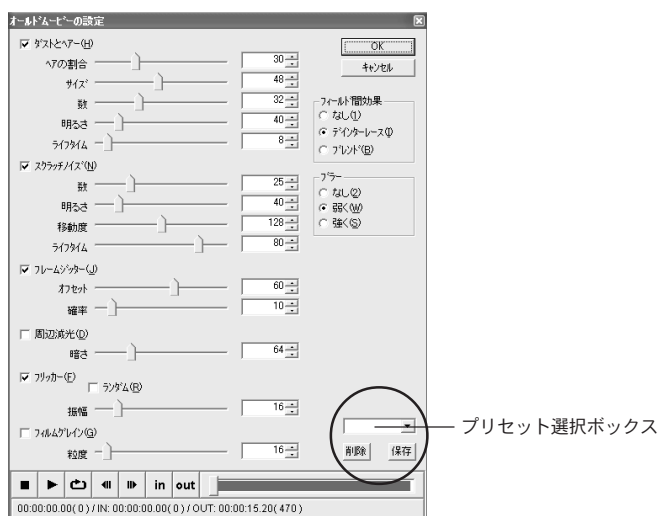 オールドムービーの設定
ダストとヘアー(H)
ヘアの割合 30
サイズ 48
数 32
明るさ 40
ライフタイム 8
スクラッチノイズ(N)
数 25
明るさ 40
移動度 128
ライフタイム 80
フレームジッター(J)
オフセット 60
確率 10
周辺減光(D)
暗さ 64
フリッカー(F)
ランダム(R)
振幅 16
フィルムグレイン(G)
粒度 16
OK
キャンセル
フィールド間効果
なし(1)
デインターレース(I)
ブレンド(B)
ブラー
なし(2)
弱く(W)
強く(S)
プリセット選択ボックス
削除 保存
in out
00:00:00.00( 0 ) / IN: 00:00:00.00( 0 ) / OUT: 00:00:15.20( 470 )